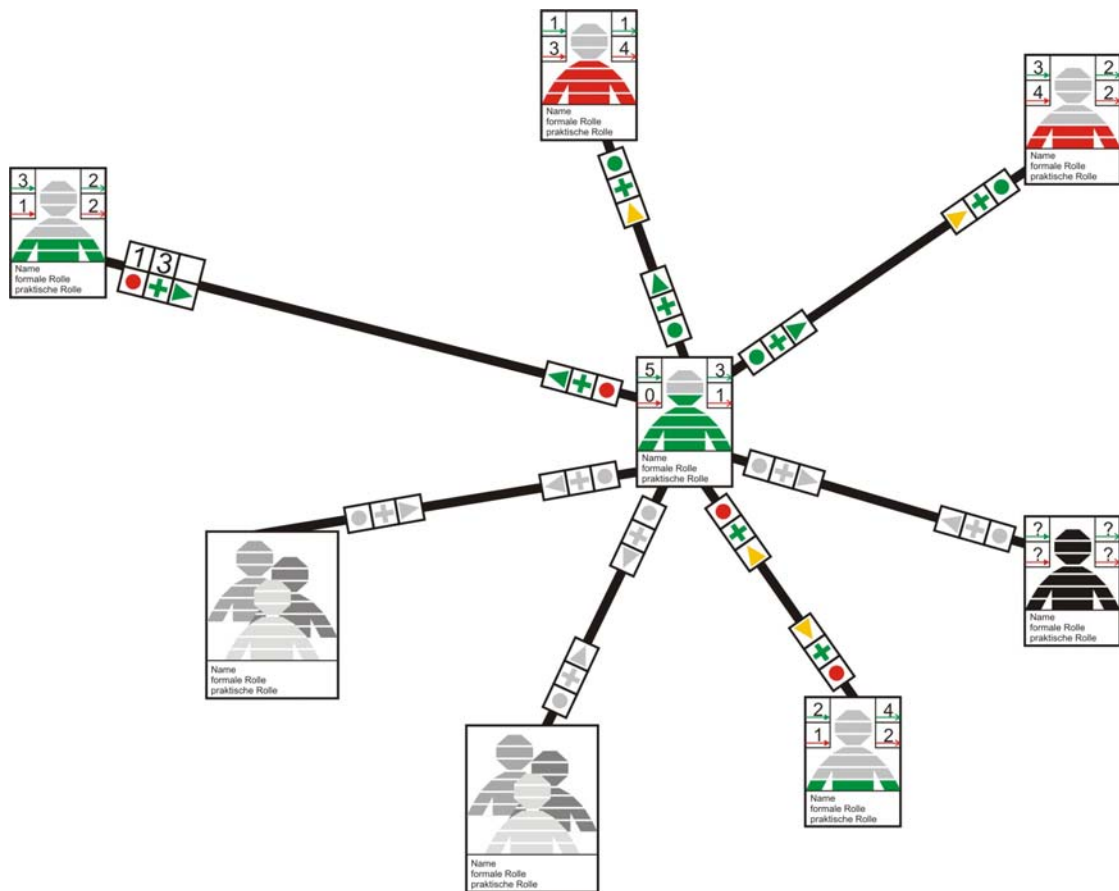 1 1
3 4
Name
formale Rolle
praktische Rolle
3 2
4 2
Name
formale Rolle
praktische Rolle
3 2
1 2
Name
formale Rolle
praktische Rolle
1 3
5 3
0 1
Name
formale Rolle
praktische Rolle
? ?
? ?
Name
formale Rolle
praktische Rolle
Name
formale Rolle
praktische Rolle
2 4
1 2
Name
formale Rolle
praktische Rolle
Name
formale Rolle
praktische Rolle